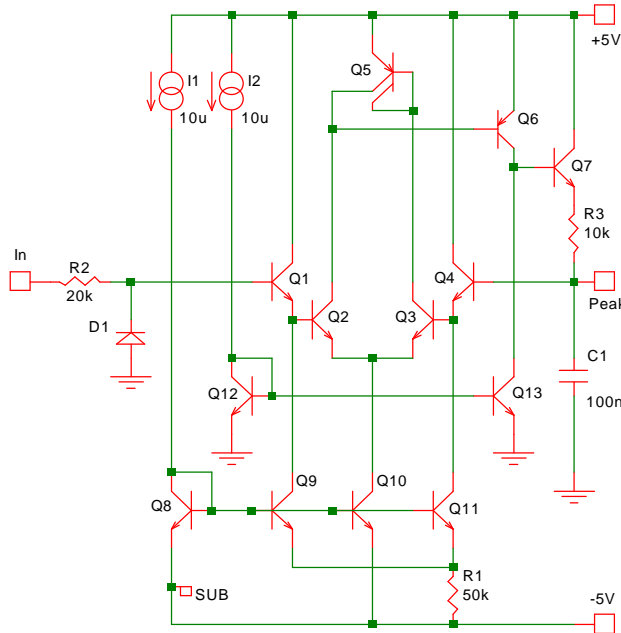 +5V
I1
10u
I2
10u
Q5
Q6
Q7
R3
10k
In
R2
20k
Q1
Q4
Peak
Q2
Q3
D1
C1
100n
Q12
Q13
Q8
Q9
Q10
Q11
R1
50k
SUB
-5V